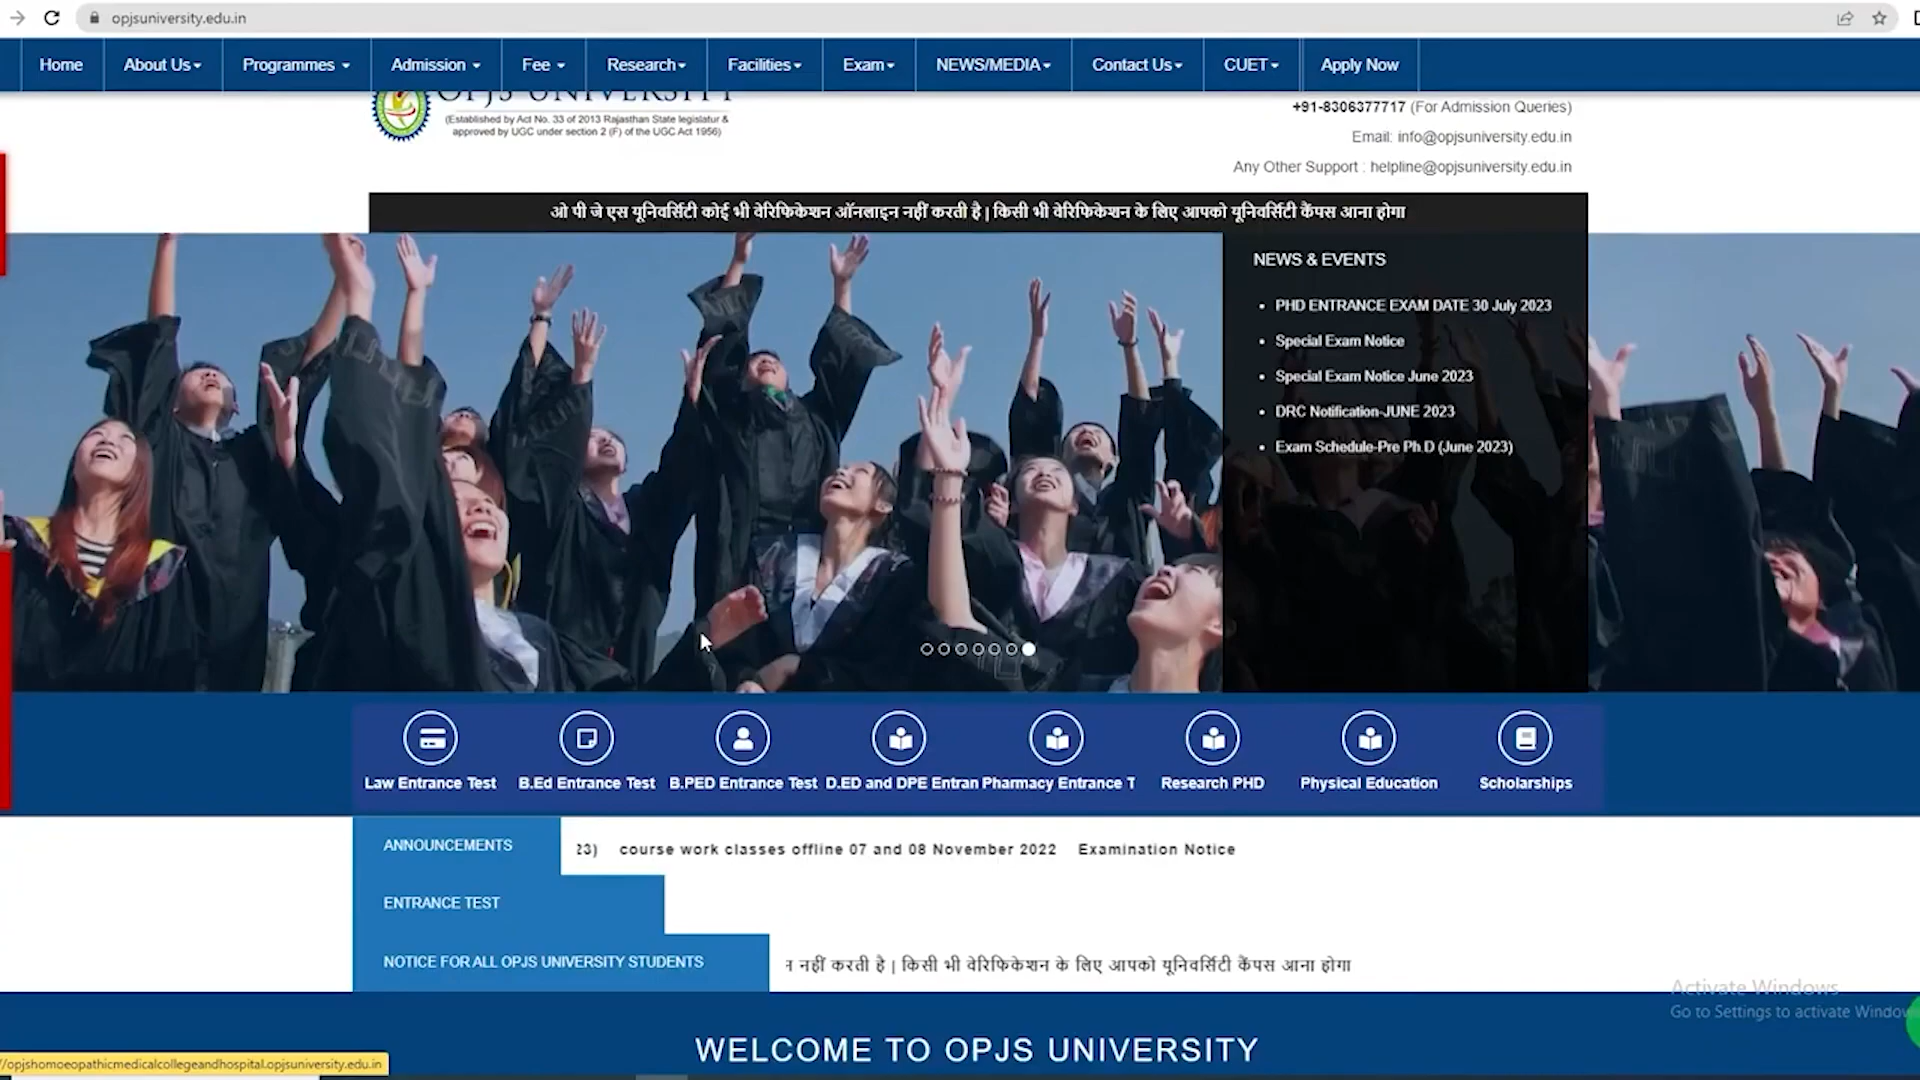 opjsuniversity.edu.in
Home About Us Programmes Admission Fee Research Facilities Exam NEWS/MEDIA Contact Us CUET Apply Now
OPJS UNIVERSITY
(Established by Act No. 33 of 2013 Rajasthan State legislatur &
approved by UGC under section 2 (F) of the UGC Act 1956)
+91-8306377717 (For Admission Queries)
Email: info@opjsuniversity.edu.in
Any Other Support : helpline@opjsuniversity.edu.in
ओ पी जे एस यूनिवर्सिटी कोई भी वेरिफिकेशन ऑनलाइन नहीं करती है | किसी भी वेरिफिकेशन के लिए आपको यूनिवर्सिटी कैंपस आना होगा
NEWS & EVENTS
• PHD ENTRANCE EXAM DATE 30 July 2023
• Special Exam Notice
• Special Exam Notice June 2023
• DRC Notification-JUNE 2023
• Exam Schedule-Pre Ph.D (June 2023)
Law Entrance Test B.Ed Entrance Test B.PED Entrance Test D.ED and DPE Entran Pharmacy Entrance T Research PHD Physical Education Scholarships
ANNOUNCEMENTS
23) course work classes offline 07 and 08 November 2022 Examination Notice
ENTRANCE TEST
NOTICE FOR ALL OPJS UNIVERSITY STUDENTS
न नहीं करती है | किसी भी वेरिफिकेशन के लिए आपको यूनिवर्सिटी कैंपस आना होगा
Activate Windows
Go to Settings to activate Window
WELCOME TO OPJS UNIVERSITY
//opjshomoeopathicmedicalcollegeandhospital.opjsuniversity.edu.in